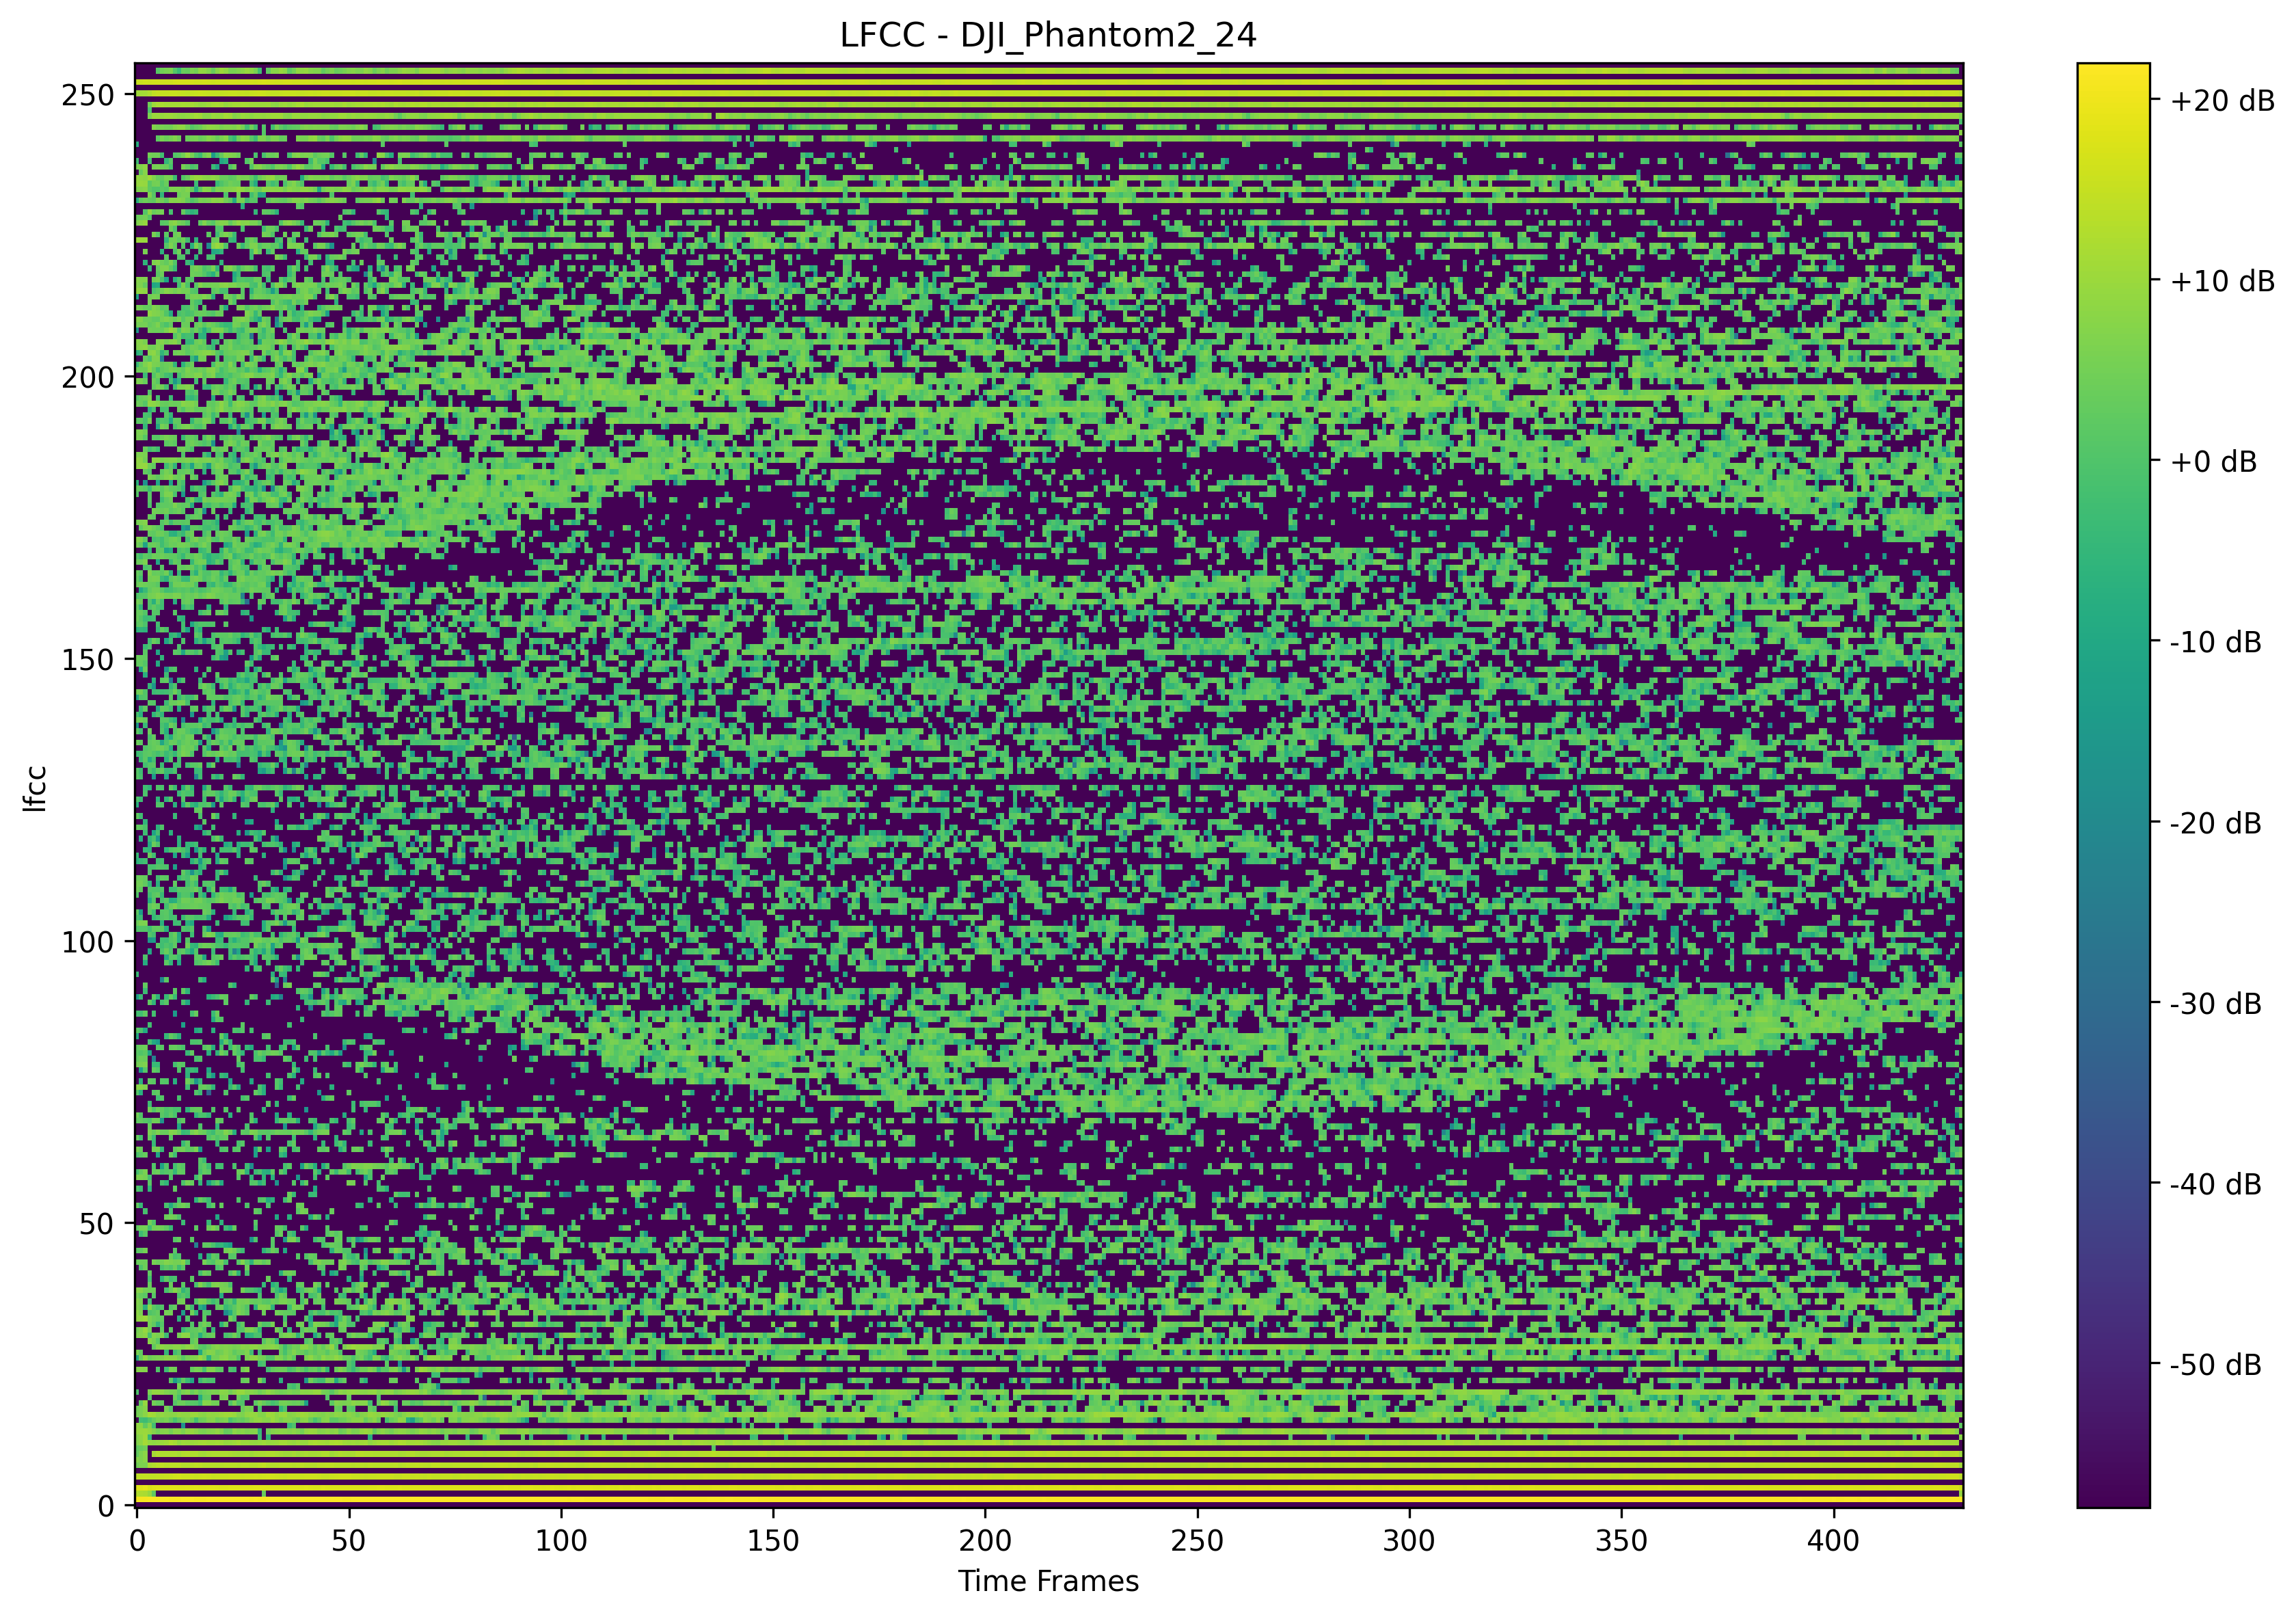 LFCC - DJI_Phantom2_24
250
200
150
100
50
0
lfcc
0 50 100 150 200 250 300 350 400
Time Frames
+20 dB
+10 dB
+0 dB
-10 dB
-20 dB
-30 dB
-40 dB
-50 dB